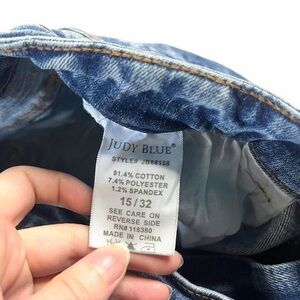 JUDY BLUE®
STYLE# JB88158
91.4% COTTON
7.4% POLYESTER
1.2% SPANDEX
15 / 32
SEE CARE ON
REVERSE SIDE
RN# 116380
MADE IN CHINA